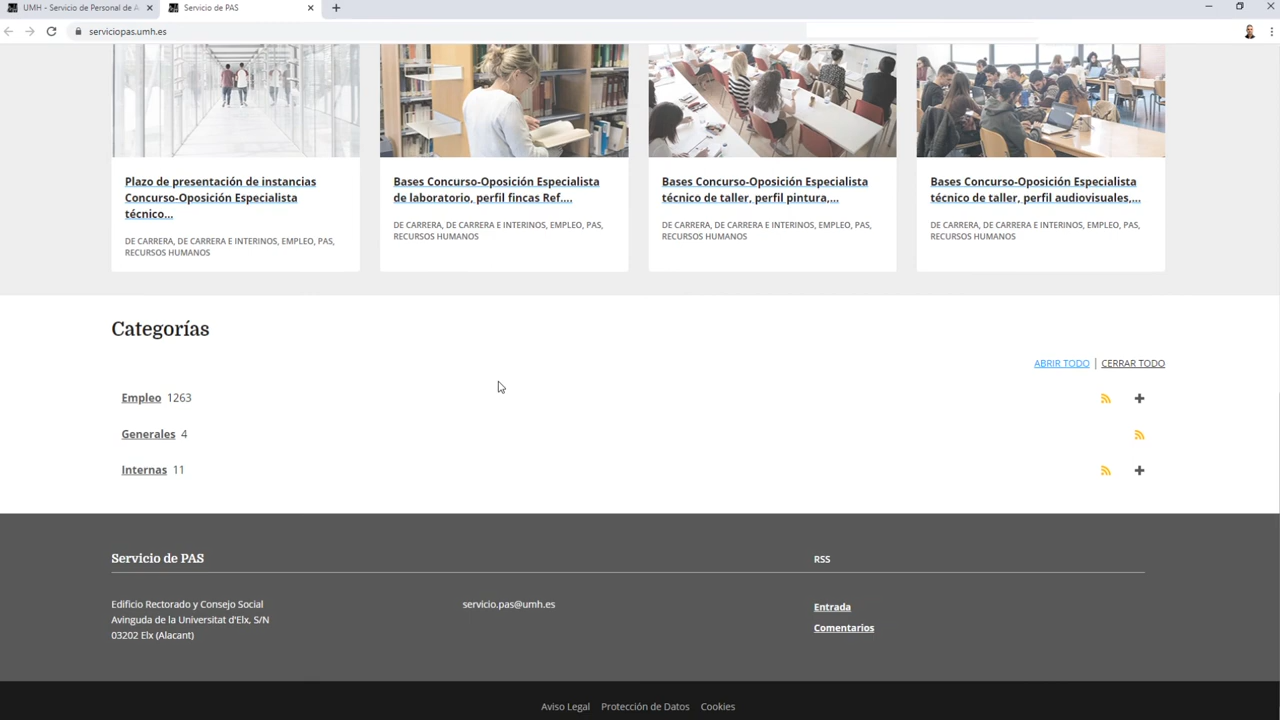 UMH - Servicio de Personal de A
Servicio de PAS
serviciopas.umh.es
Plazo de presentación de instancias
Concurso-Oposición Especialista
técnico...
DE CARRERA, DE CARRERA E INTERINOS, EMPLEO, PAS,
RECURSOS HUMANOS
Bases Concurso-Oposición Especialista
de laboratorio, perfil fincas Ref....
DE CARRERA, DE CARRERA E INTERINOS, EMPLEO, PAS,
RECURSOS HUMANOS
Bases Concurso-Oposición Especialista
técnico de taller, perfil pintura,...
DE CARRERA, DE CARRERA E INTERINOS, EMPLEO, PAS,
RECURSOS HUMANOS
Bases Concurso-Oposición Especialista
técnico de taller, perfil audiovisuales,...
DE CARRERA, DE CARRERA E INTERINOS, EMPLEO, PAS,
RECURSOS HUMANOS
Categorías
ABRIR TODO | CERRAR TODO
Empleo 1263
Generales 4
Internas 11
Servicio de PAS
Edificio Rectorado y Consejo Social
Avinguda de la Universitat d'Elx, S/N
03202 Elx (Alacant)
servicio.pas@umh.es
RSS
Entrada
Comentarios
Aviso Legal Protección de Datos Cookies